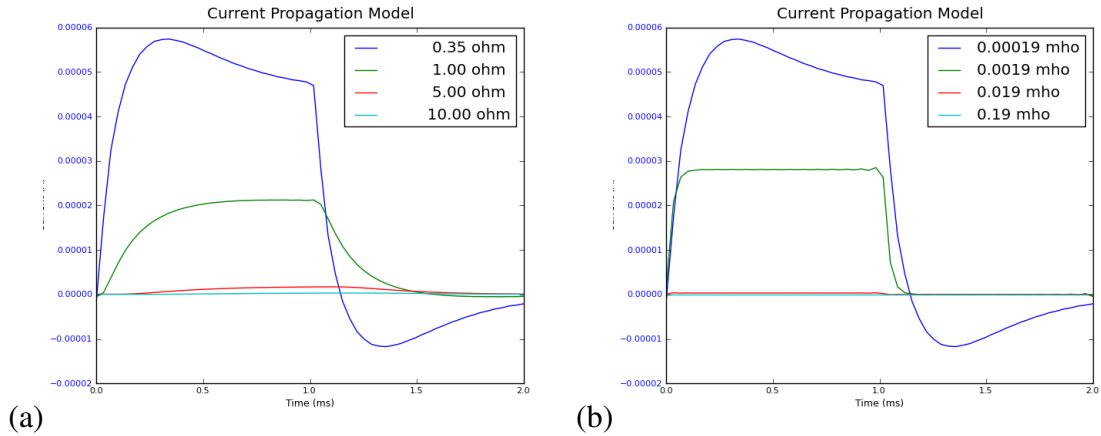 Current Propagation Model
0.00006
0.00005
0.00004
0.00003
0.00002
0.00001
0.00000
−0.00001
−0.00002
0.0
0.5
1.0
1.5
2.0
Time (ms)
0.35 ohm
1.00 ohm
5.00 ohm
10.00 ohm
(a)
Current Propagation Model
0.00006
0.00005
0.00004
0.00003
0.00002
0.00001
0.00000
−0.00001
−0.00002
0.0
0.5
1.0
1.5
2.0
Time (ms)
0.00019 mho
0.0019 mho
0.019 mho
0.19 mho
(b)